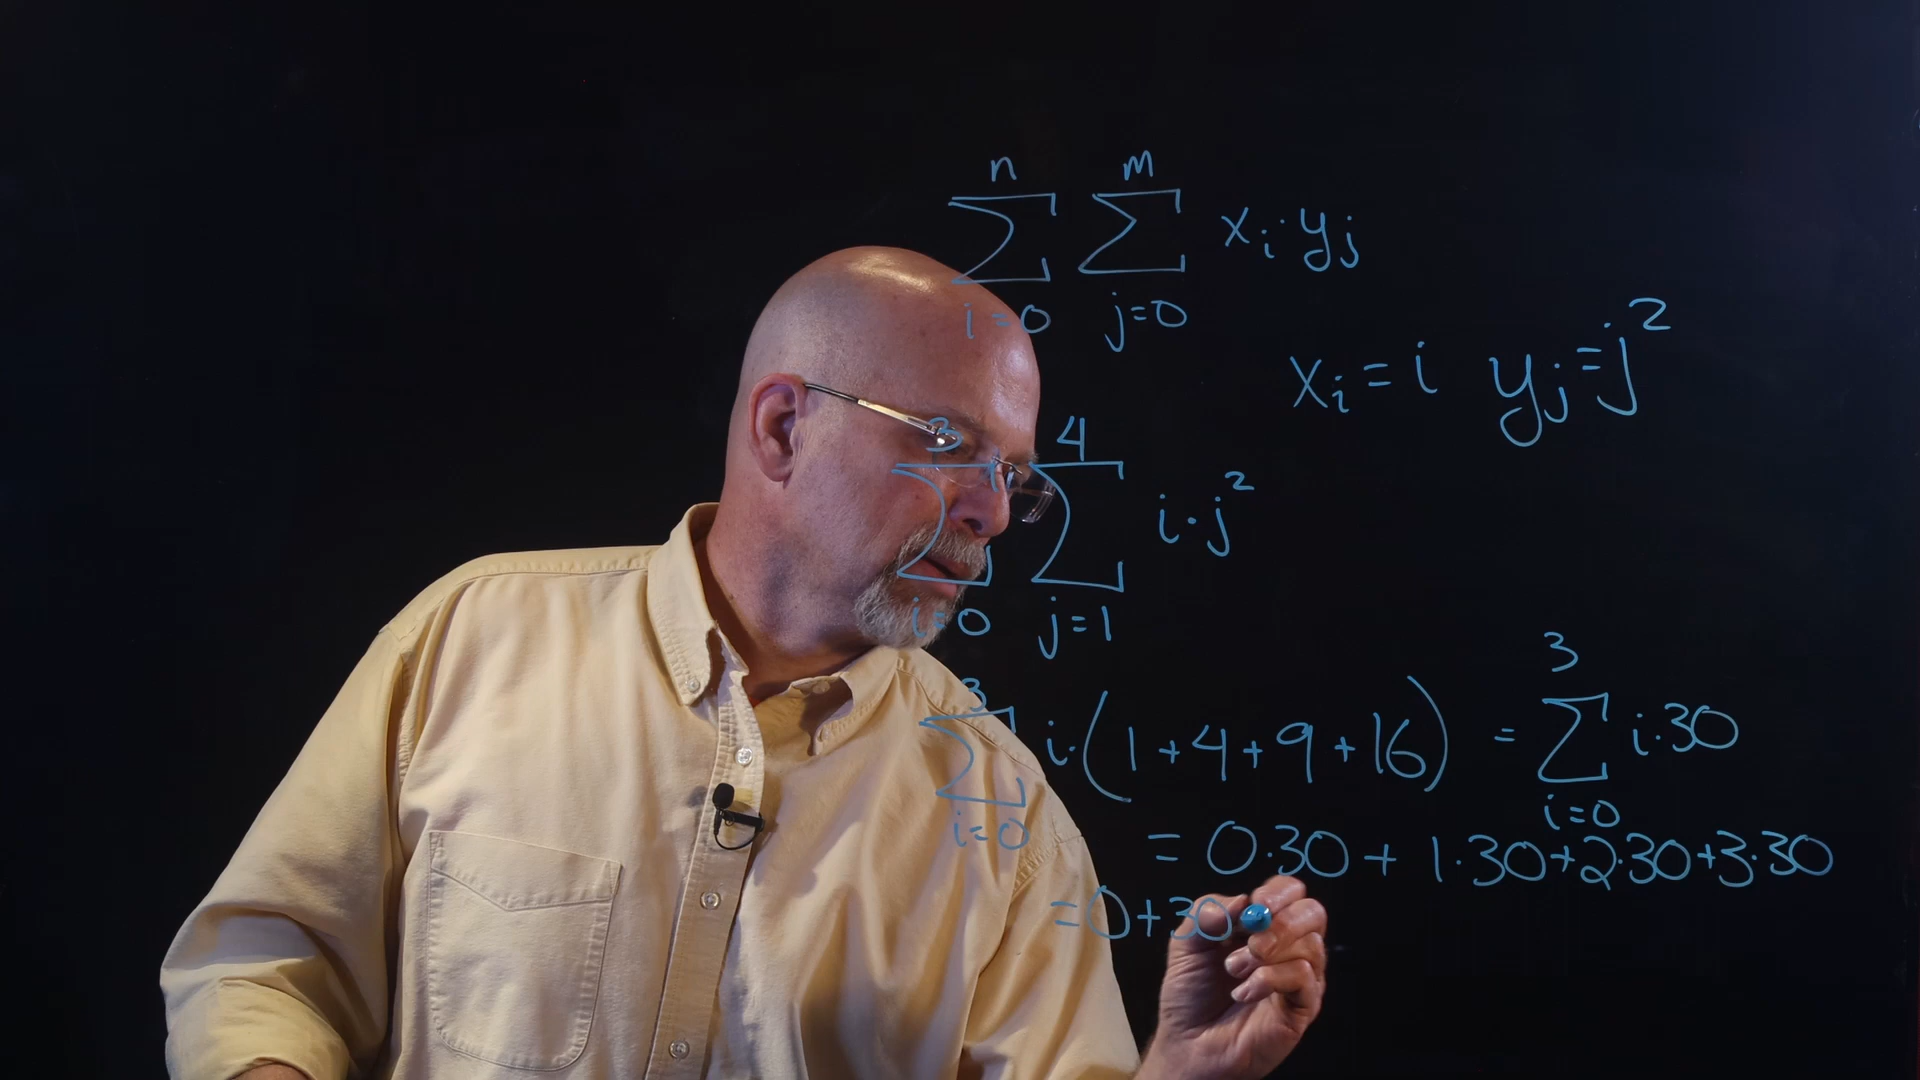 n m
∑ ∑ xᵢ · yⱼ
i=0 j=0
xᵢ = i yⱼ = j²
3 4
∑ ∑ i · j²
i=0 j=1
3 3
∑ i·(1+4+9+16) = ∑ i·30
i=0 i=0
= 0·30 + 1·30+2·30+3·30
=0+30